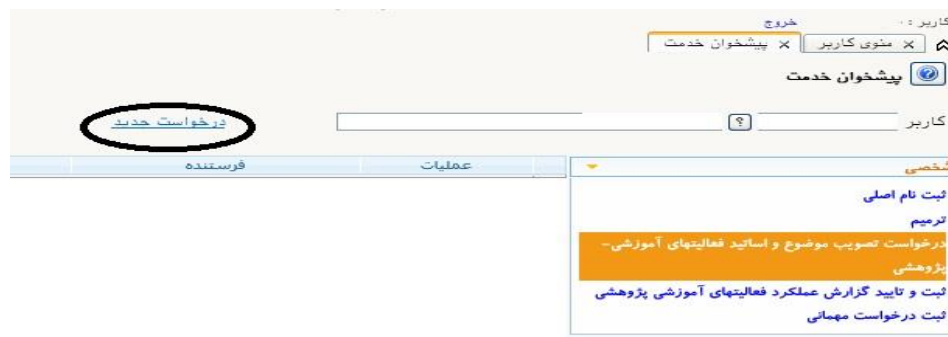 کاربر : ۰ خروج
منوی کاربر × پیشخوان خدمت ×
پیشخوان خدمت
کاربر ؟ درخواست جدید
شخصی عملیات فرستنده
ثبت نام اصلی
ترمیم
درخواست تصویب موضوع و اساتید فعالیتهای آموزشی-
پژوهشی
ثبت و تایید گزارش عملکرد فعالیتهای آموزشی پژوهشی
ثبت درخواست مهمانی